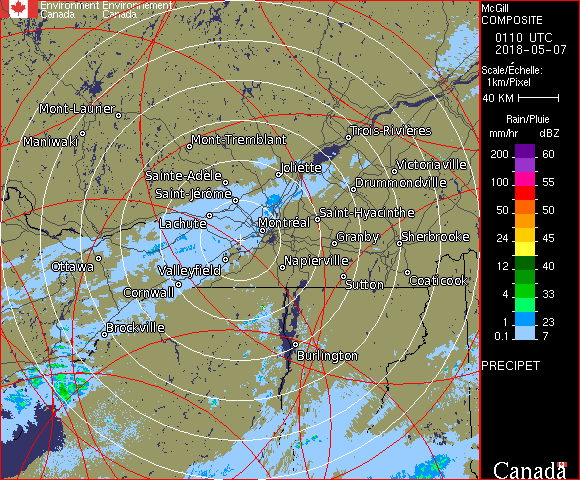 Environment Environnement
Canada Canada
Mont-Laurier
Maniwaki
Mont-Tremblant
Trois-Rivières
Sainte-Adèle
Joliette
Victoriaville
Saint-Jérôme
Drummondville
Lachute
Montréal
Saint-Hyacinthe
Granby
Sherbrooke
Ottawa
Valleyfield
Napierville
Cornwall
Sutton
Coaticook
Brockville
Burlington
McGill
COMPOSITE
0110 UTC
2018-05-07
Scale/Échelle:
1km/Pixel
40 KM
Rain/Pluie
mm/hr dBZ
200 60
100 55
50 50
24 45
12 40
4 33
1 23
0.1 7
PRECIPET
Canada